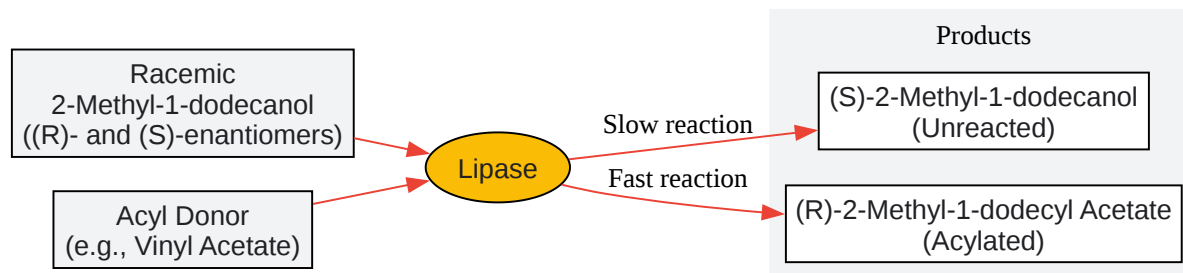 Racemic
2-Methyl-1-dodecanol
((R)- and (S)-enantiomers)
Acyl Donor
(e.g., Vinyl Acetate)
Lipase
Slow reaction
Fast reaction
Products
(S)-2-Methyl-1-dodecanol
(Unreacted)
(R)-2-Methyl-1-dodecyl Acetate
(Acylated)